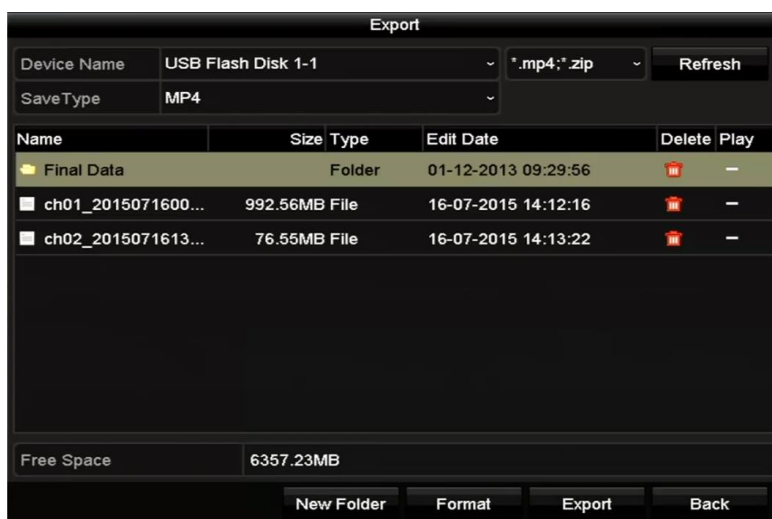 Export
Device Name USB Flash Disk 1-1 *.mp4;*.zip Refresh
SaveType MP4
Name Size Type Edit Date Delete Play
Final Data Folder 01-12-2013 09:29:56
ch01_2015071600... 992.56MB File 16-07-2015 14:12:16
ch02_2015071613... 76.55MB File 16-07-2015 14:13:22
Free Space 6357.23MB
New Folder Format Export Back